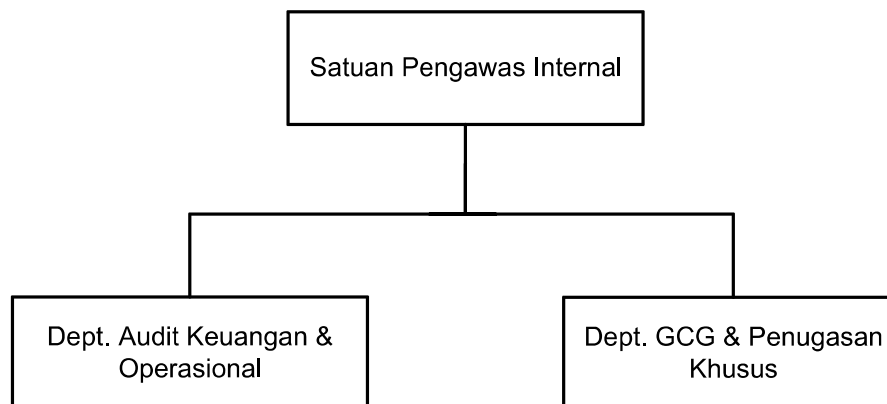 Satuan Pengawas Internal
Dept. Audit Keuangan &
Operasional
Dept. GCG & Penugasan
Khusus